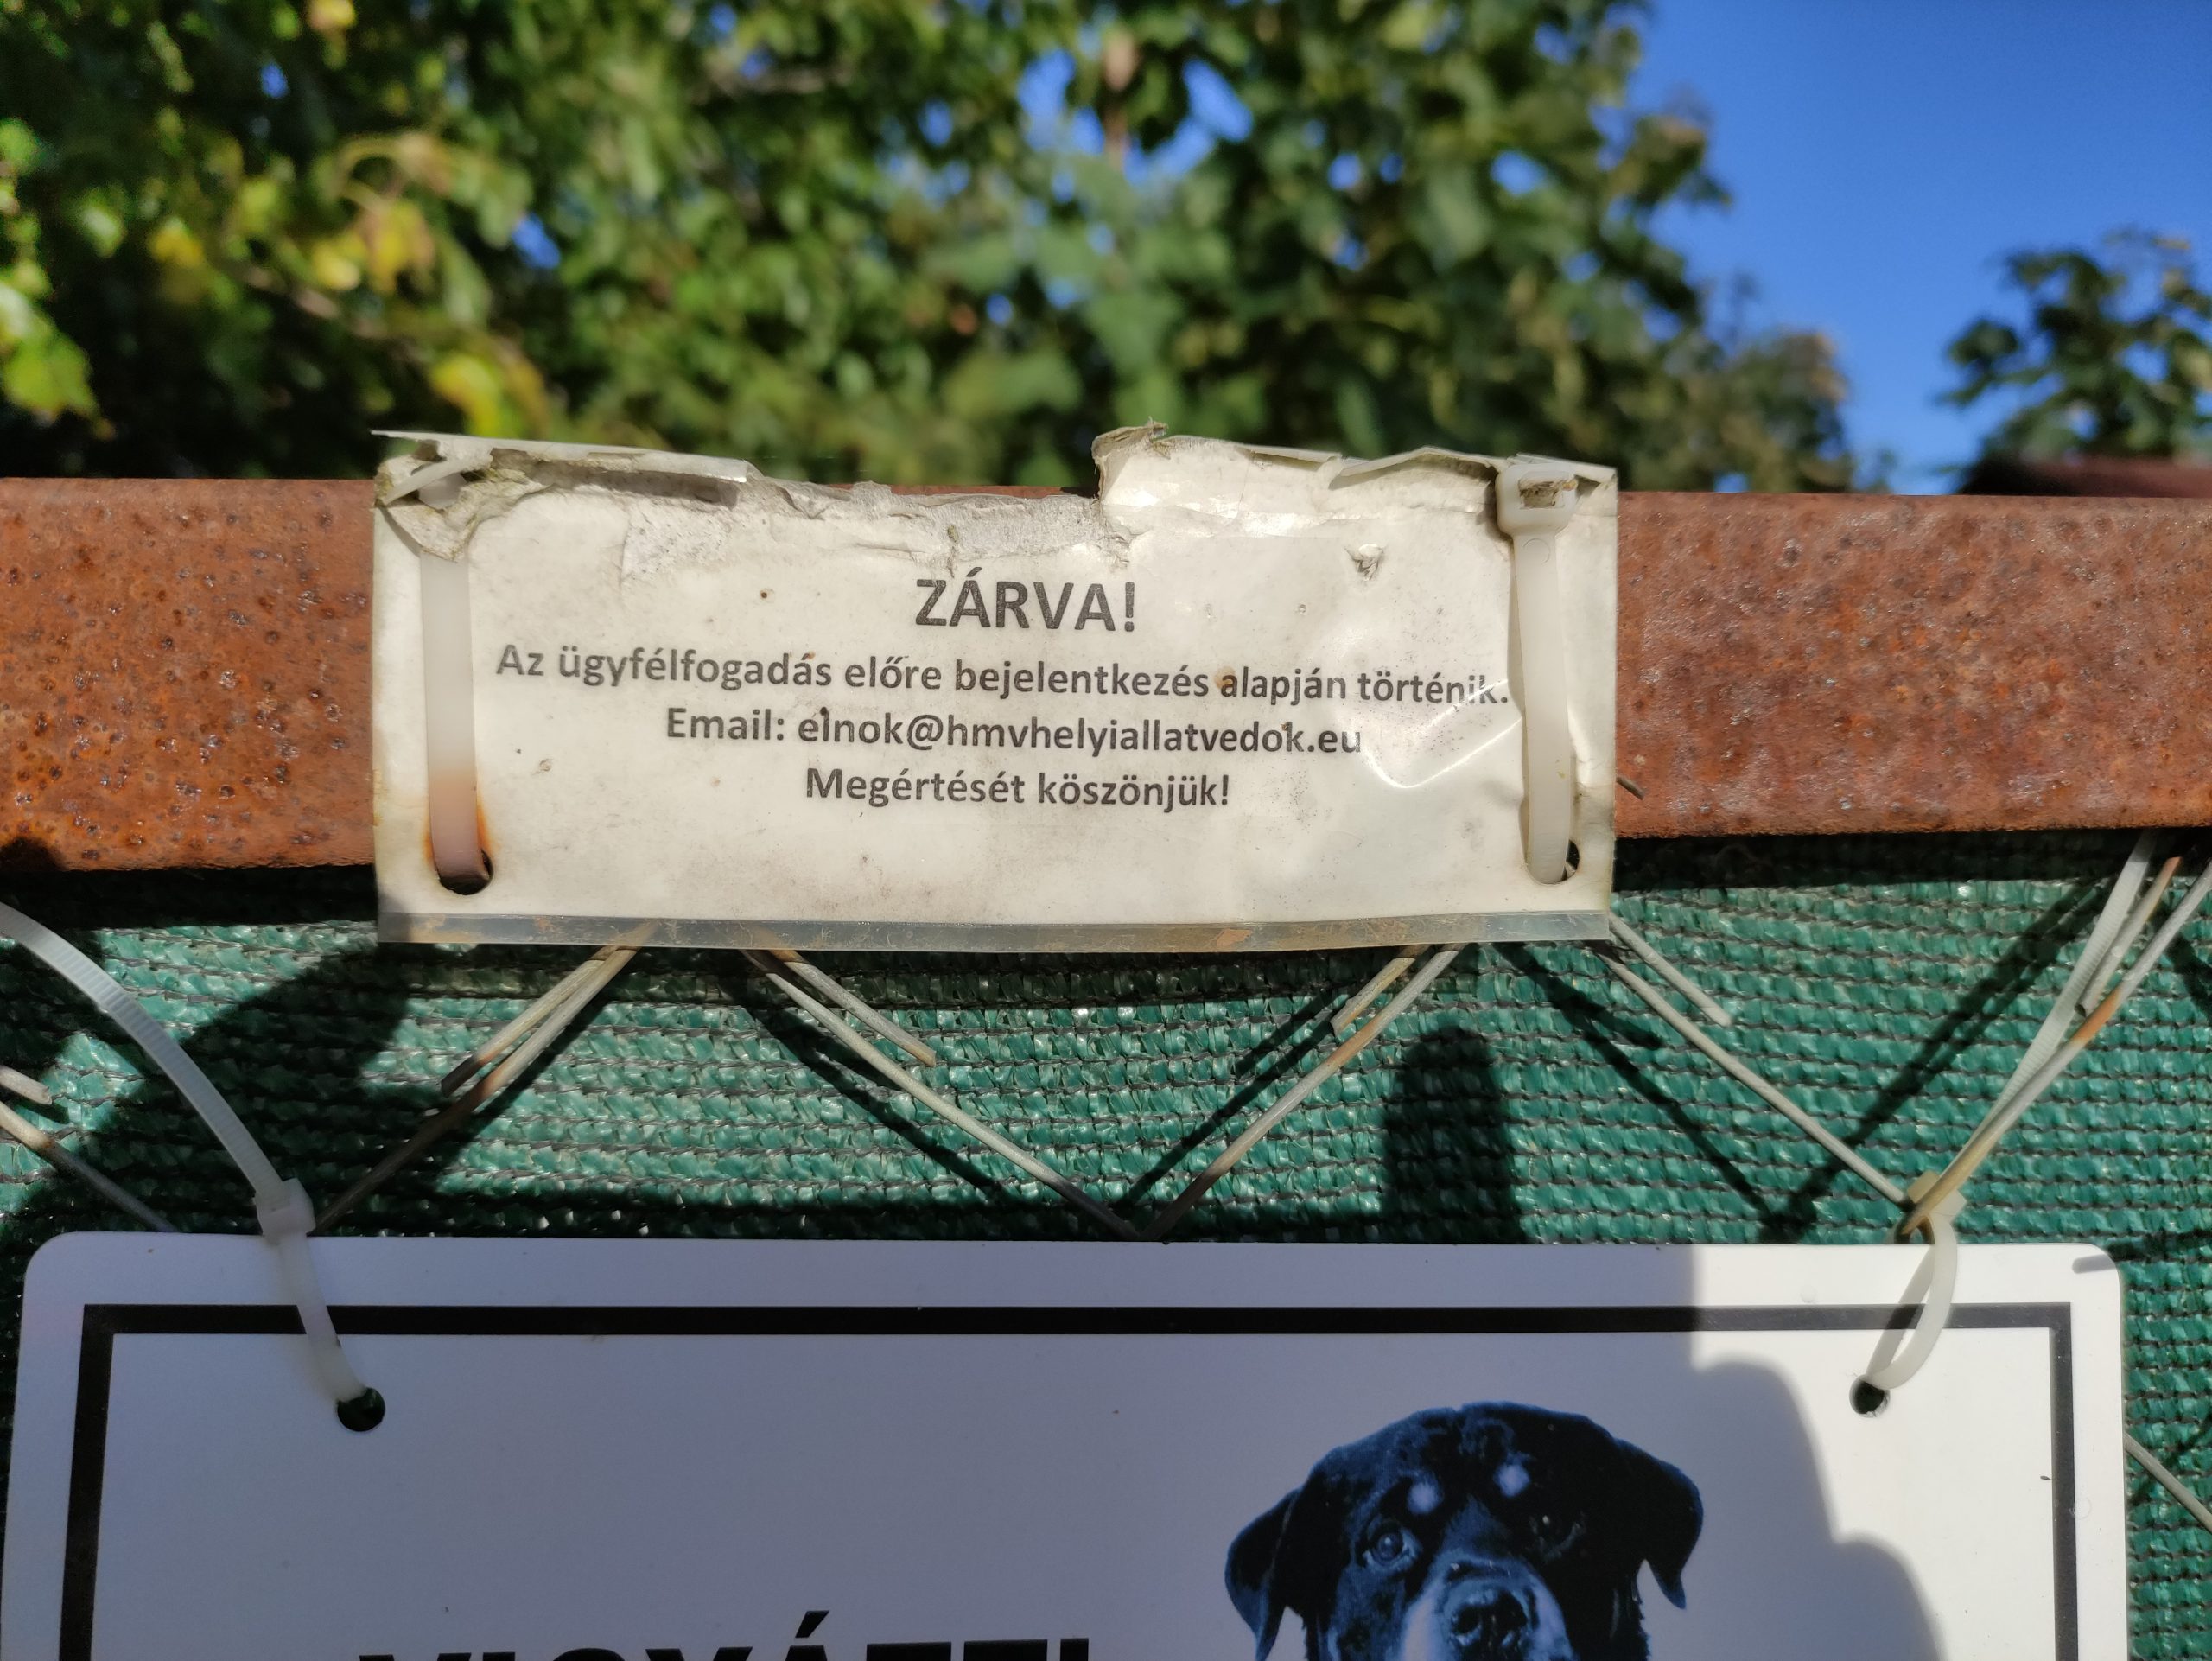 ZÁRVA!
Az ügyfélfogadás előre bejelentkezés alapján történik.
Email: elnok@hmvhelyiallatvedok.eu
Megértését köszönjük!